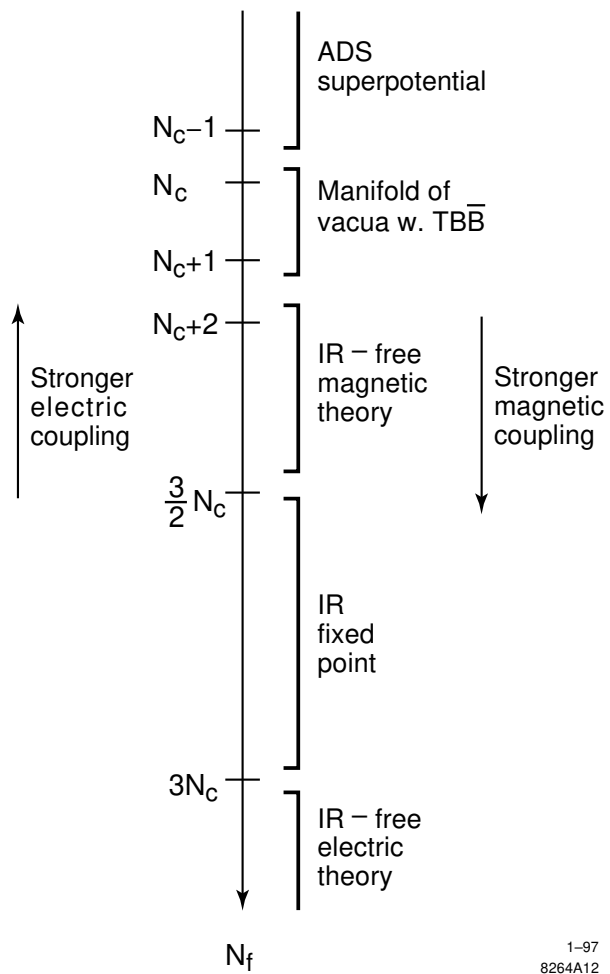 ADS
superpotential
N_c–1
N_c
Manifold of
vacua w. TBB̅
N_c+1
N_c+2
IR – free
magnetic
theory
Stronger
electric
coupling
Stronger
magnetic
coupling
3/2 N_c
IR
fixed
point
3N_c
IR – free
electric
theory
N_f
1–97
8264A12